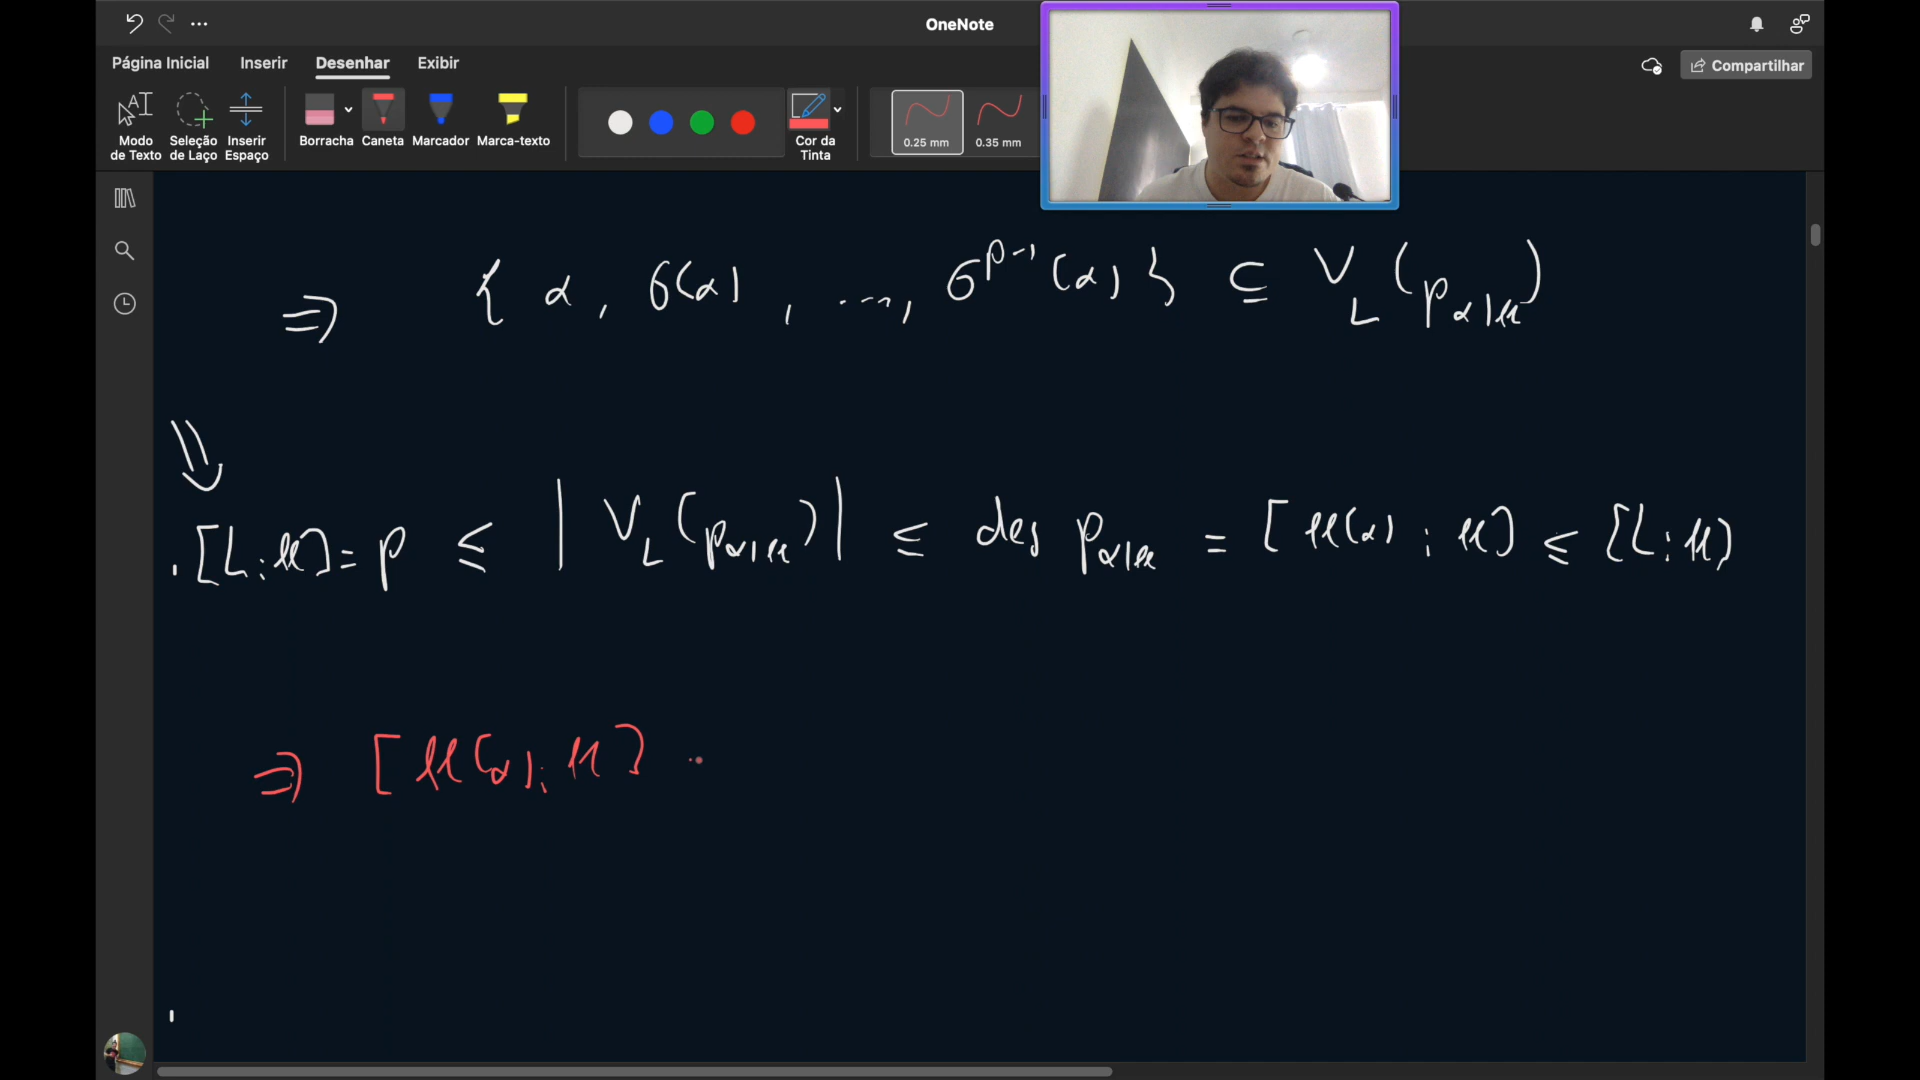 OneNote
Página Inicial Inserir Desenhar Exibir
Compartilhar
Modo de Texto Seleção de Laço Inserir Espaço Borracha Caneta Marcador Marca-texto Cor da Tinta 0.25 mm 0.35 mm
⇒ { α, σ(α), ..., σ^{p-1}(α) } ⊆ V_L(p_{α|K})
⇓
. [L:K] = p ≤ |V_L(p_{α|K})| ≤ deg p_{α|K} = [K(α):K] ≤ [L:K]
⇒ [K(α):K]